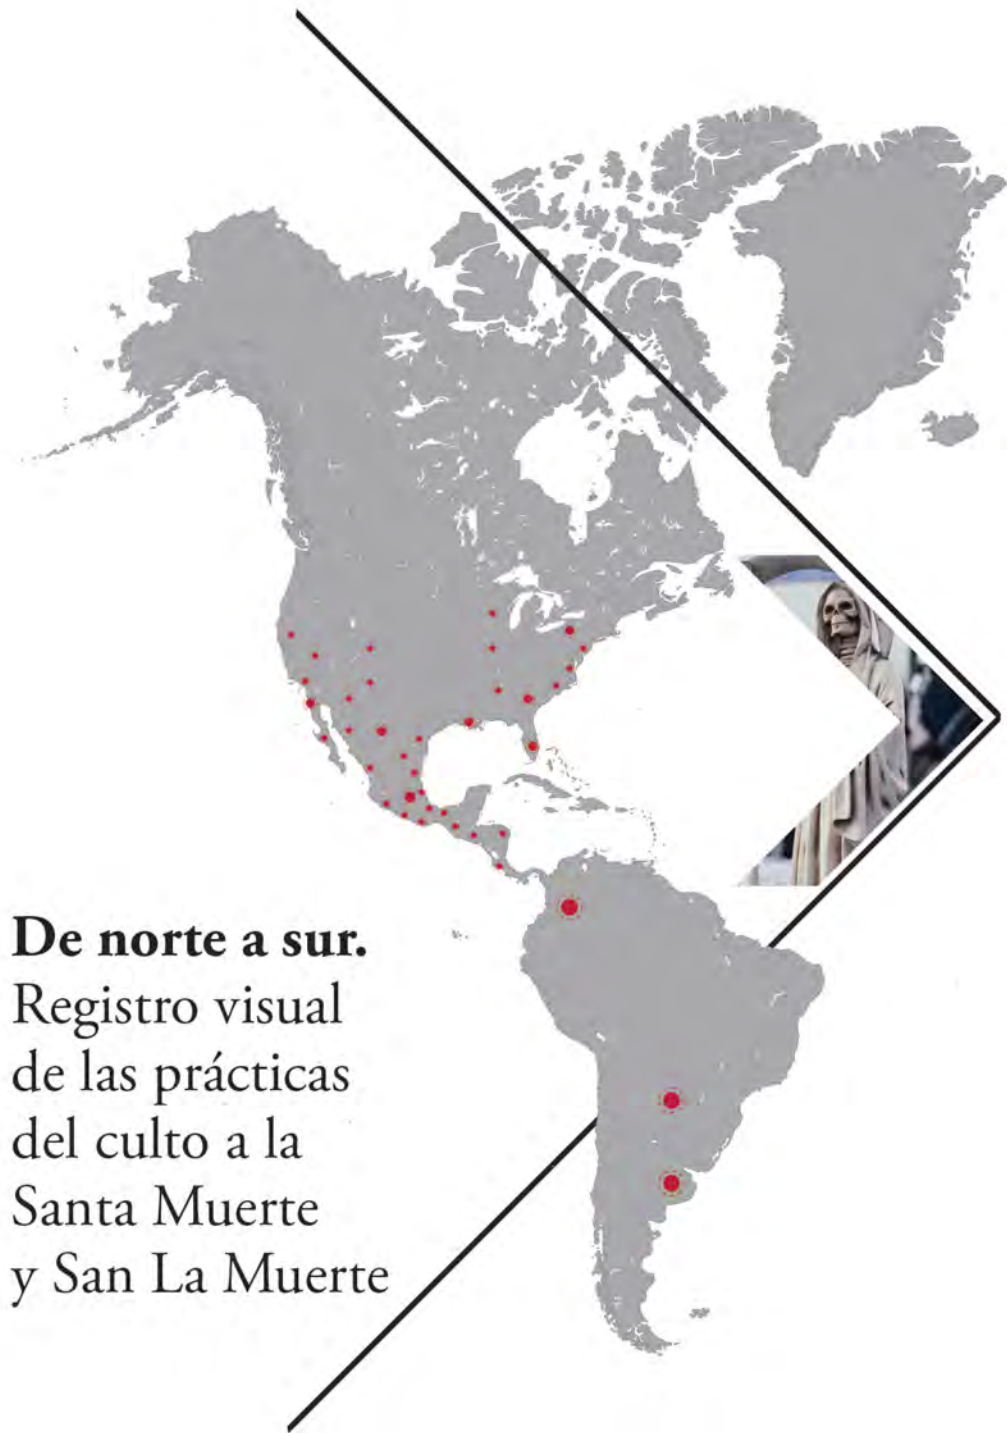 De norte a sur.
Registro visual
de las prácticas
del culto a la
Santa Muerte
y San La Muerte